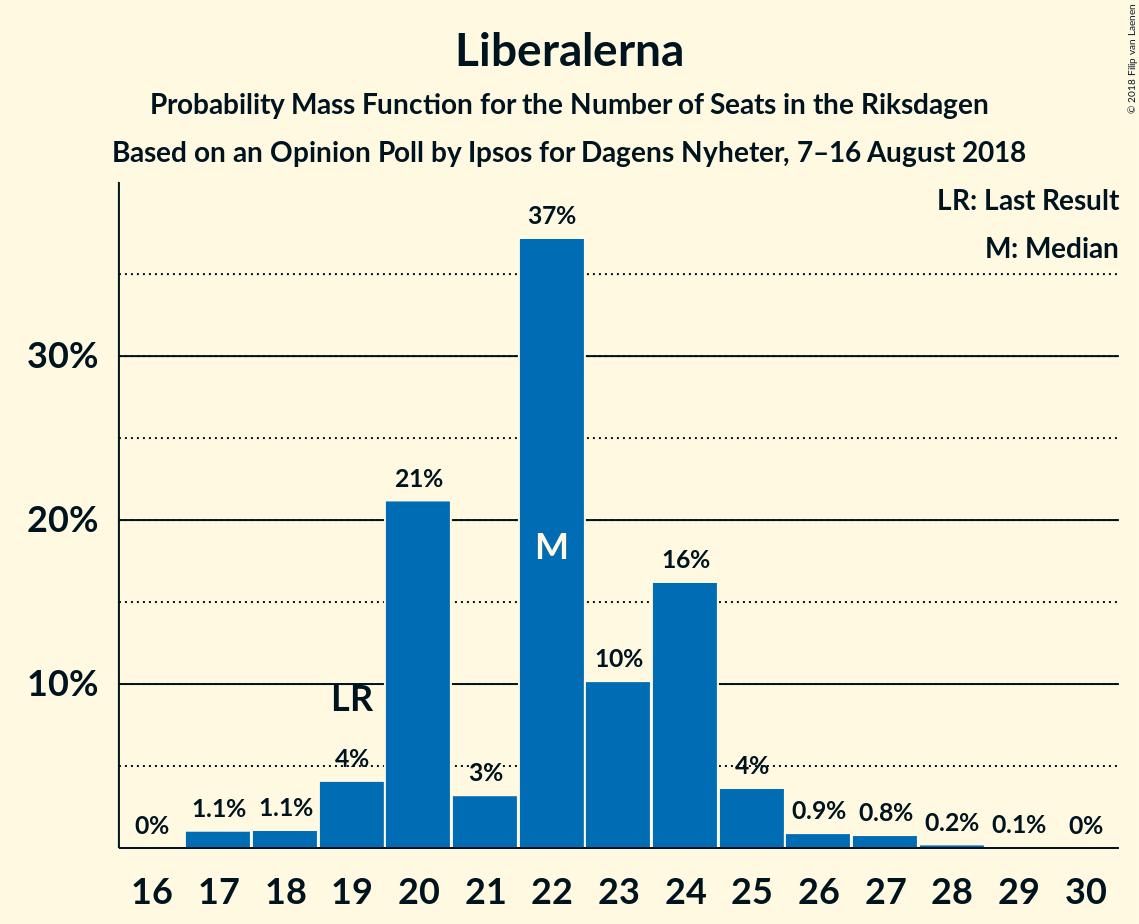 Liberalerna
Probability Mass Function for the Number of Seats in the Riksdagen
Based on an Opinion Poll by Ipsos for Dagens Nyheter, 7–16 August 2018
© 2018 Filip van Laenen
LR: Last Result
M: Median
37%
30%
21%
20%
M
16%
10%
10%
LR
4%
3%
4%
0%
1.1%
1.1%
0.9%
0.8%
0.2%
0.1%
0%
16 17 18 19 20 21 22 23 24 25 26 27 28 29 30